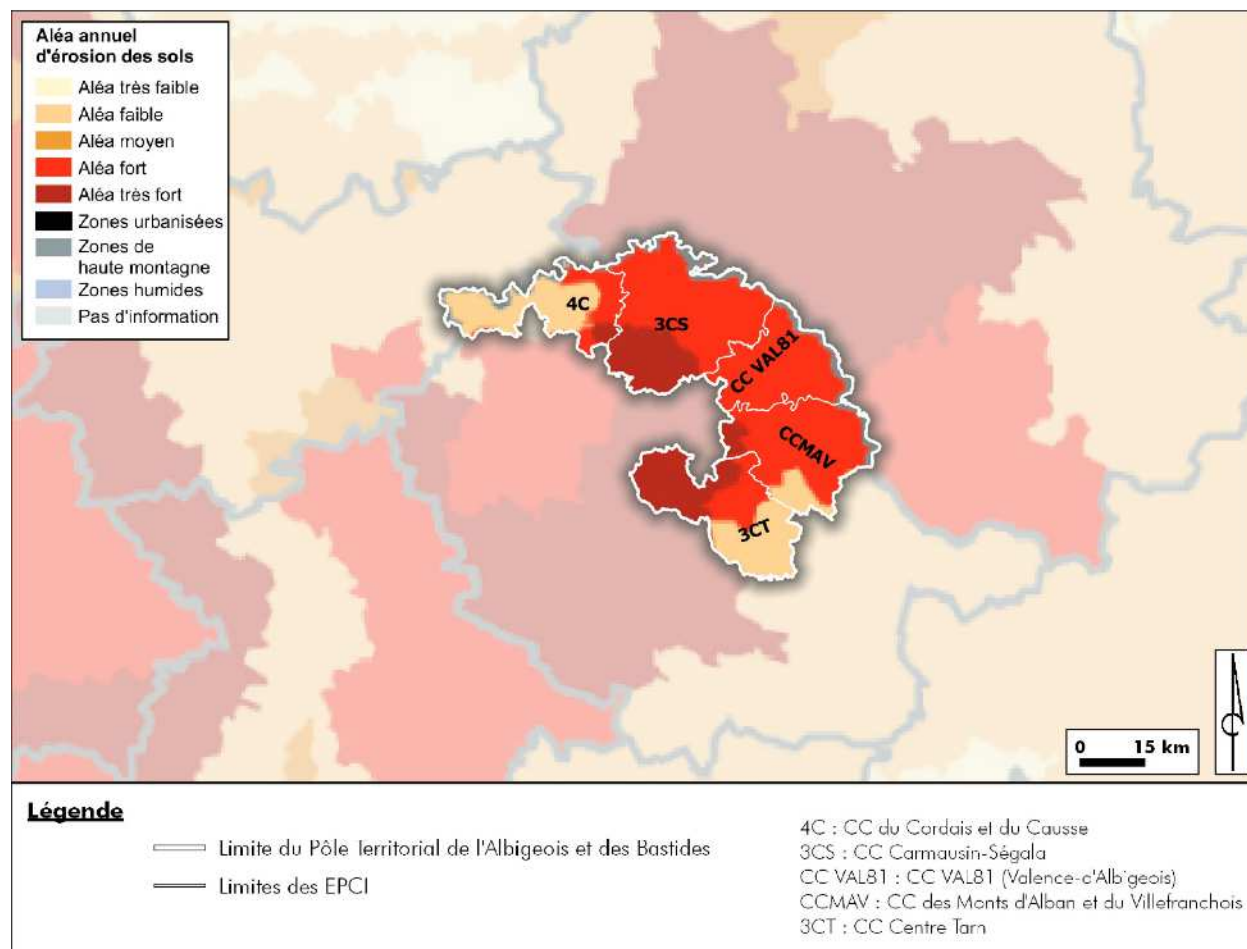 Aléa annuel
d'érosion des sols
Aléa très faible
Aléa faible
Aléa moyen
Aléa fort
Aléa très fort
Zones urbanisées
Zones de
haute montagne
Zones humides
Pas d'information
4C
3CS
CC VAL81
CCMAV
3CT
0 15 km
Légende
Limite du Pôle Territorial de l'Albigeois et des Bastides
Limites des EPCI
4C : CC du Cordais et du Causse
3CS : CC Carmausin-Ségala
CC VAL81 : CC VAL81 (Valence-d'Albigeois)
CCMAV : CC des Monts d'Alban et du Villefranchois
3CT : CC Centre Tarn